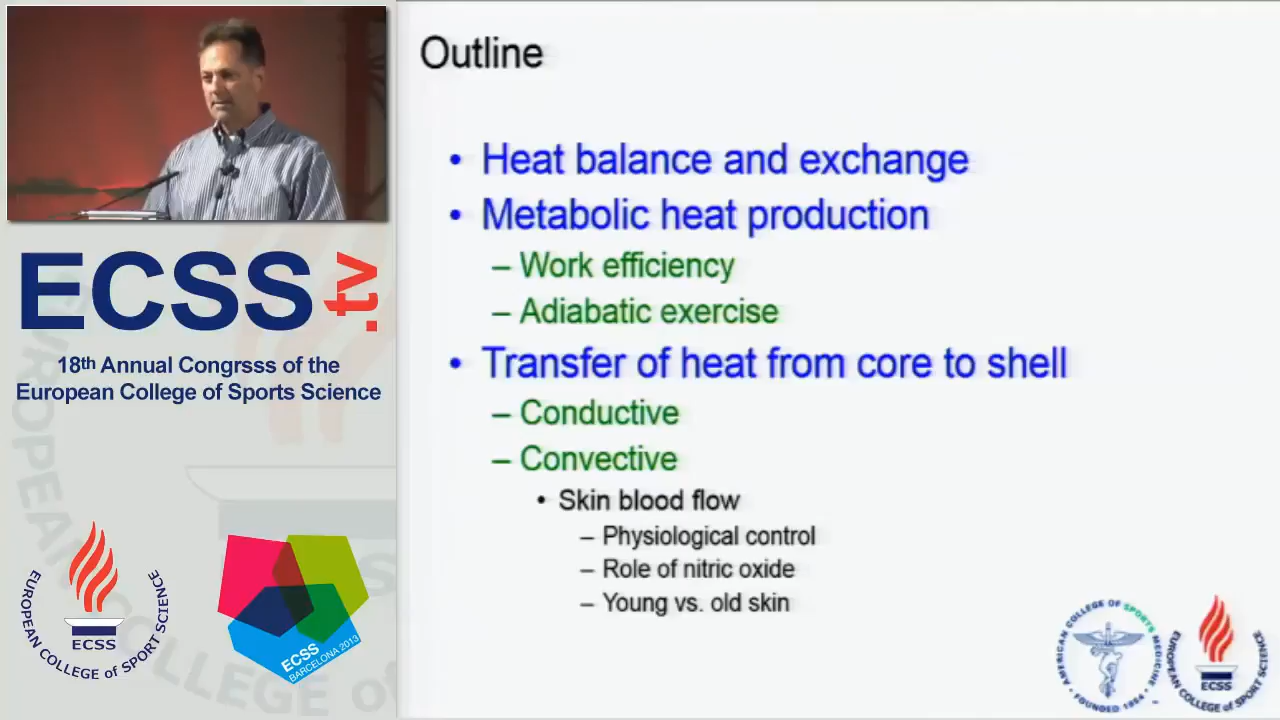 Outline
• Heat balance and exchange
• Metabolic heat production
– Work efficiency
– Adiabatic exercise
• Transfer of heat from core to shell
– Conductive
– Convective
• Skin blood flow
– Physiological control
– Role of nitric oxide
– Young vs. old skin
ECSS.tv
18th Annual Congrsss of the
European College of Sports Science
EUROPEAN COLLEGE OF SPORT SCIENCE
ECSS
ECSS
BARCELONA 2013
AMERICAN COLLEGE OF SPORTS MEDICINE
• FOUNDED 1954 •
EUROPEAN COLLEGE OF SPORT SCIENCE
ECSS